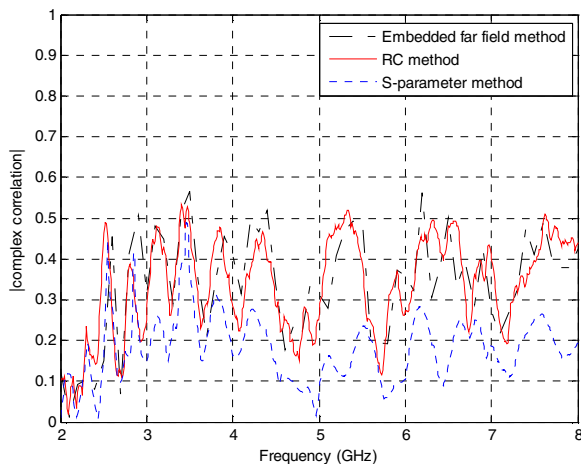 1
0.9
0.8
0.7
0.6
0.5
0.4
0.3
0.2
0.1
0
|complex correlation|
Embedded far field method
RC method
S-parameter method
2 3 4 5 6 7 8
Frequency (GHz)